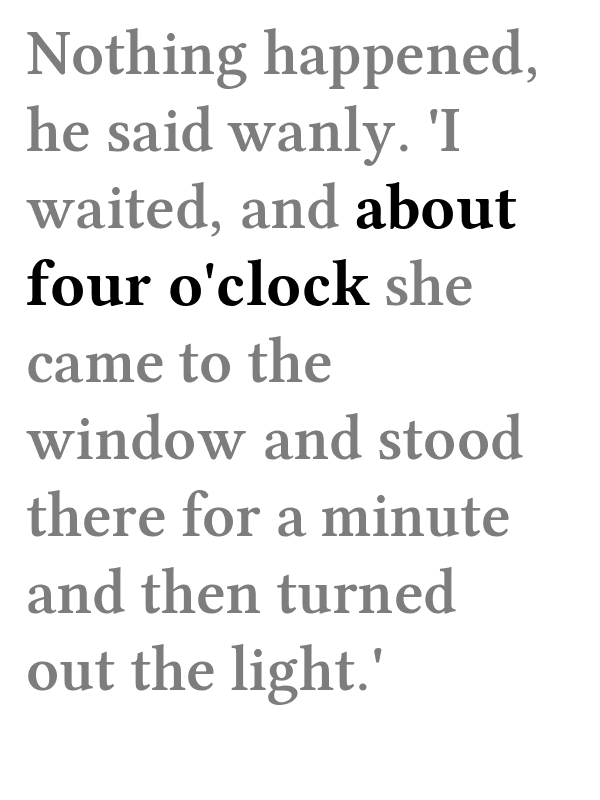 Nothing happened,
he said wanly. 'I
waited, and about
four o'clock she
came to the
window and stood
there for a minute
and then turned
out the light.'